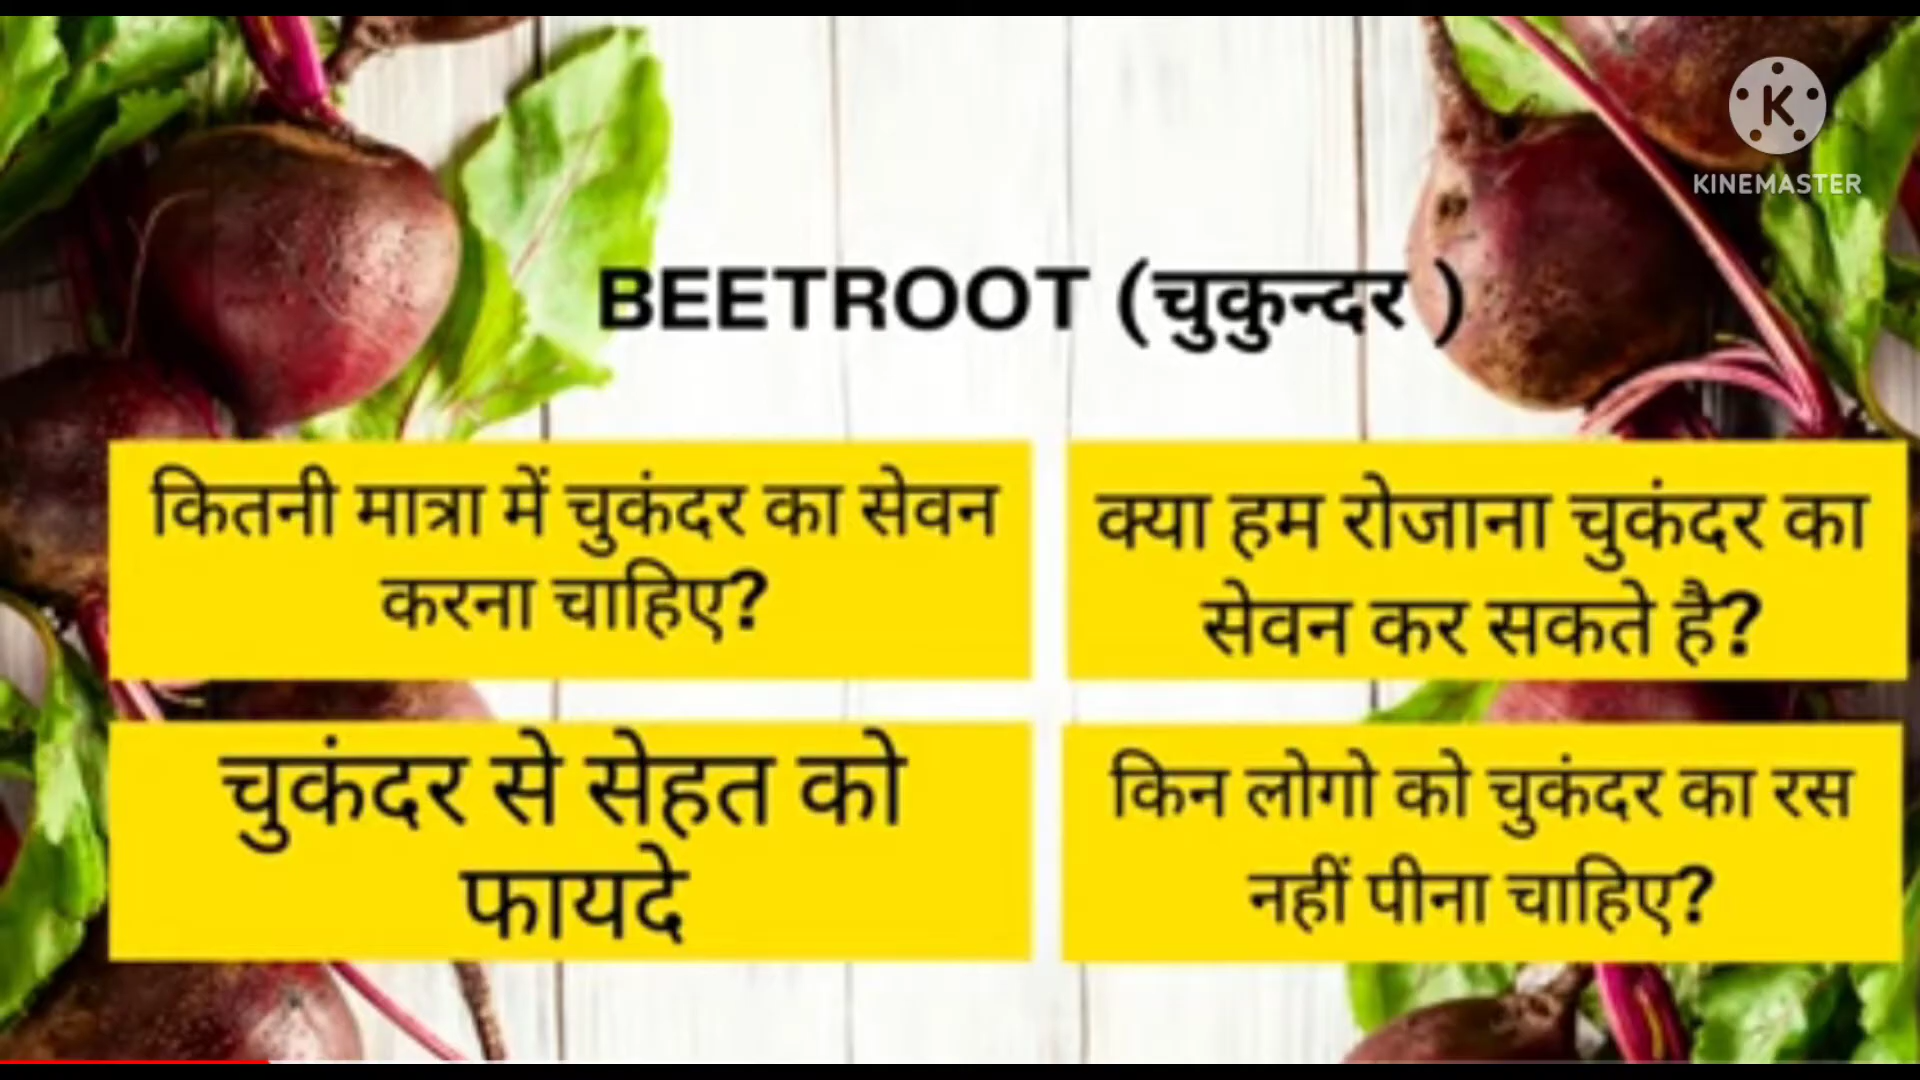 KINEMASTER
BEETROOT (चुकुन्दर )
कितनी मात्रा में चुकंदर का सेवन
करना चाहिए?
क्या हम रोजाना चुकंदर का
सेवन कर सकते है?
चुकंदर से सेहत को
फायदे
किन लोगो को चुकंदर का रस
नहीं पीना चाहिए?